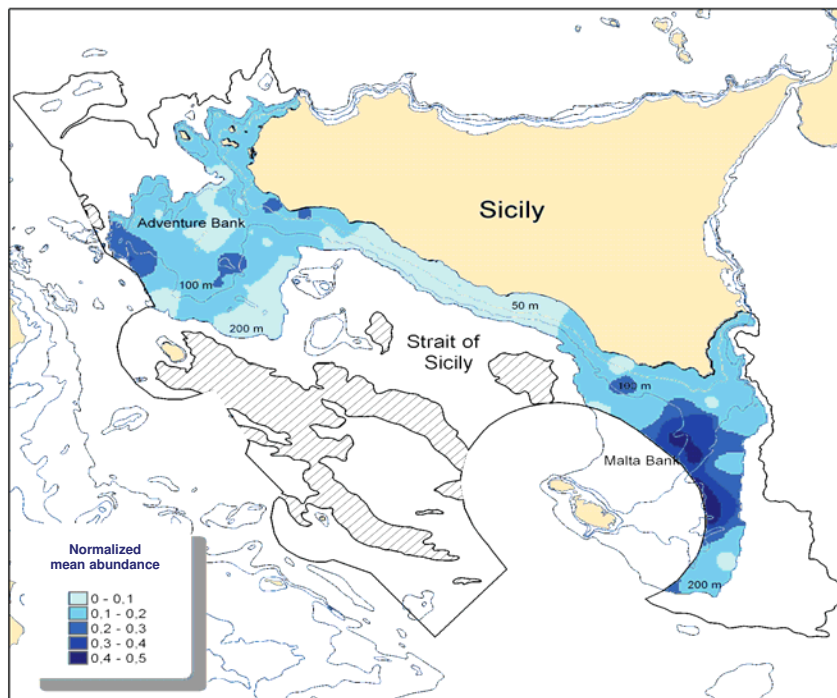 Sicily
Adventure Bank
100 m
200 m
50 m
Strait of
Sicily
100 m
Malta Bank
200 m
Normalized
mean abundance
0 - 0,1
0,1 - 0,2
0,2 - 0,3
0,3 - 0,4
0,4 - 0,5